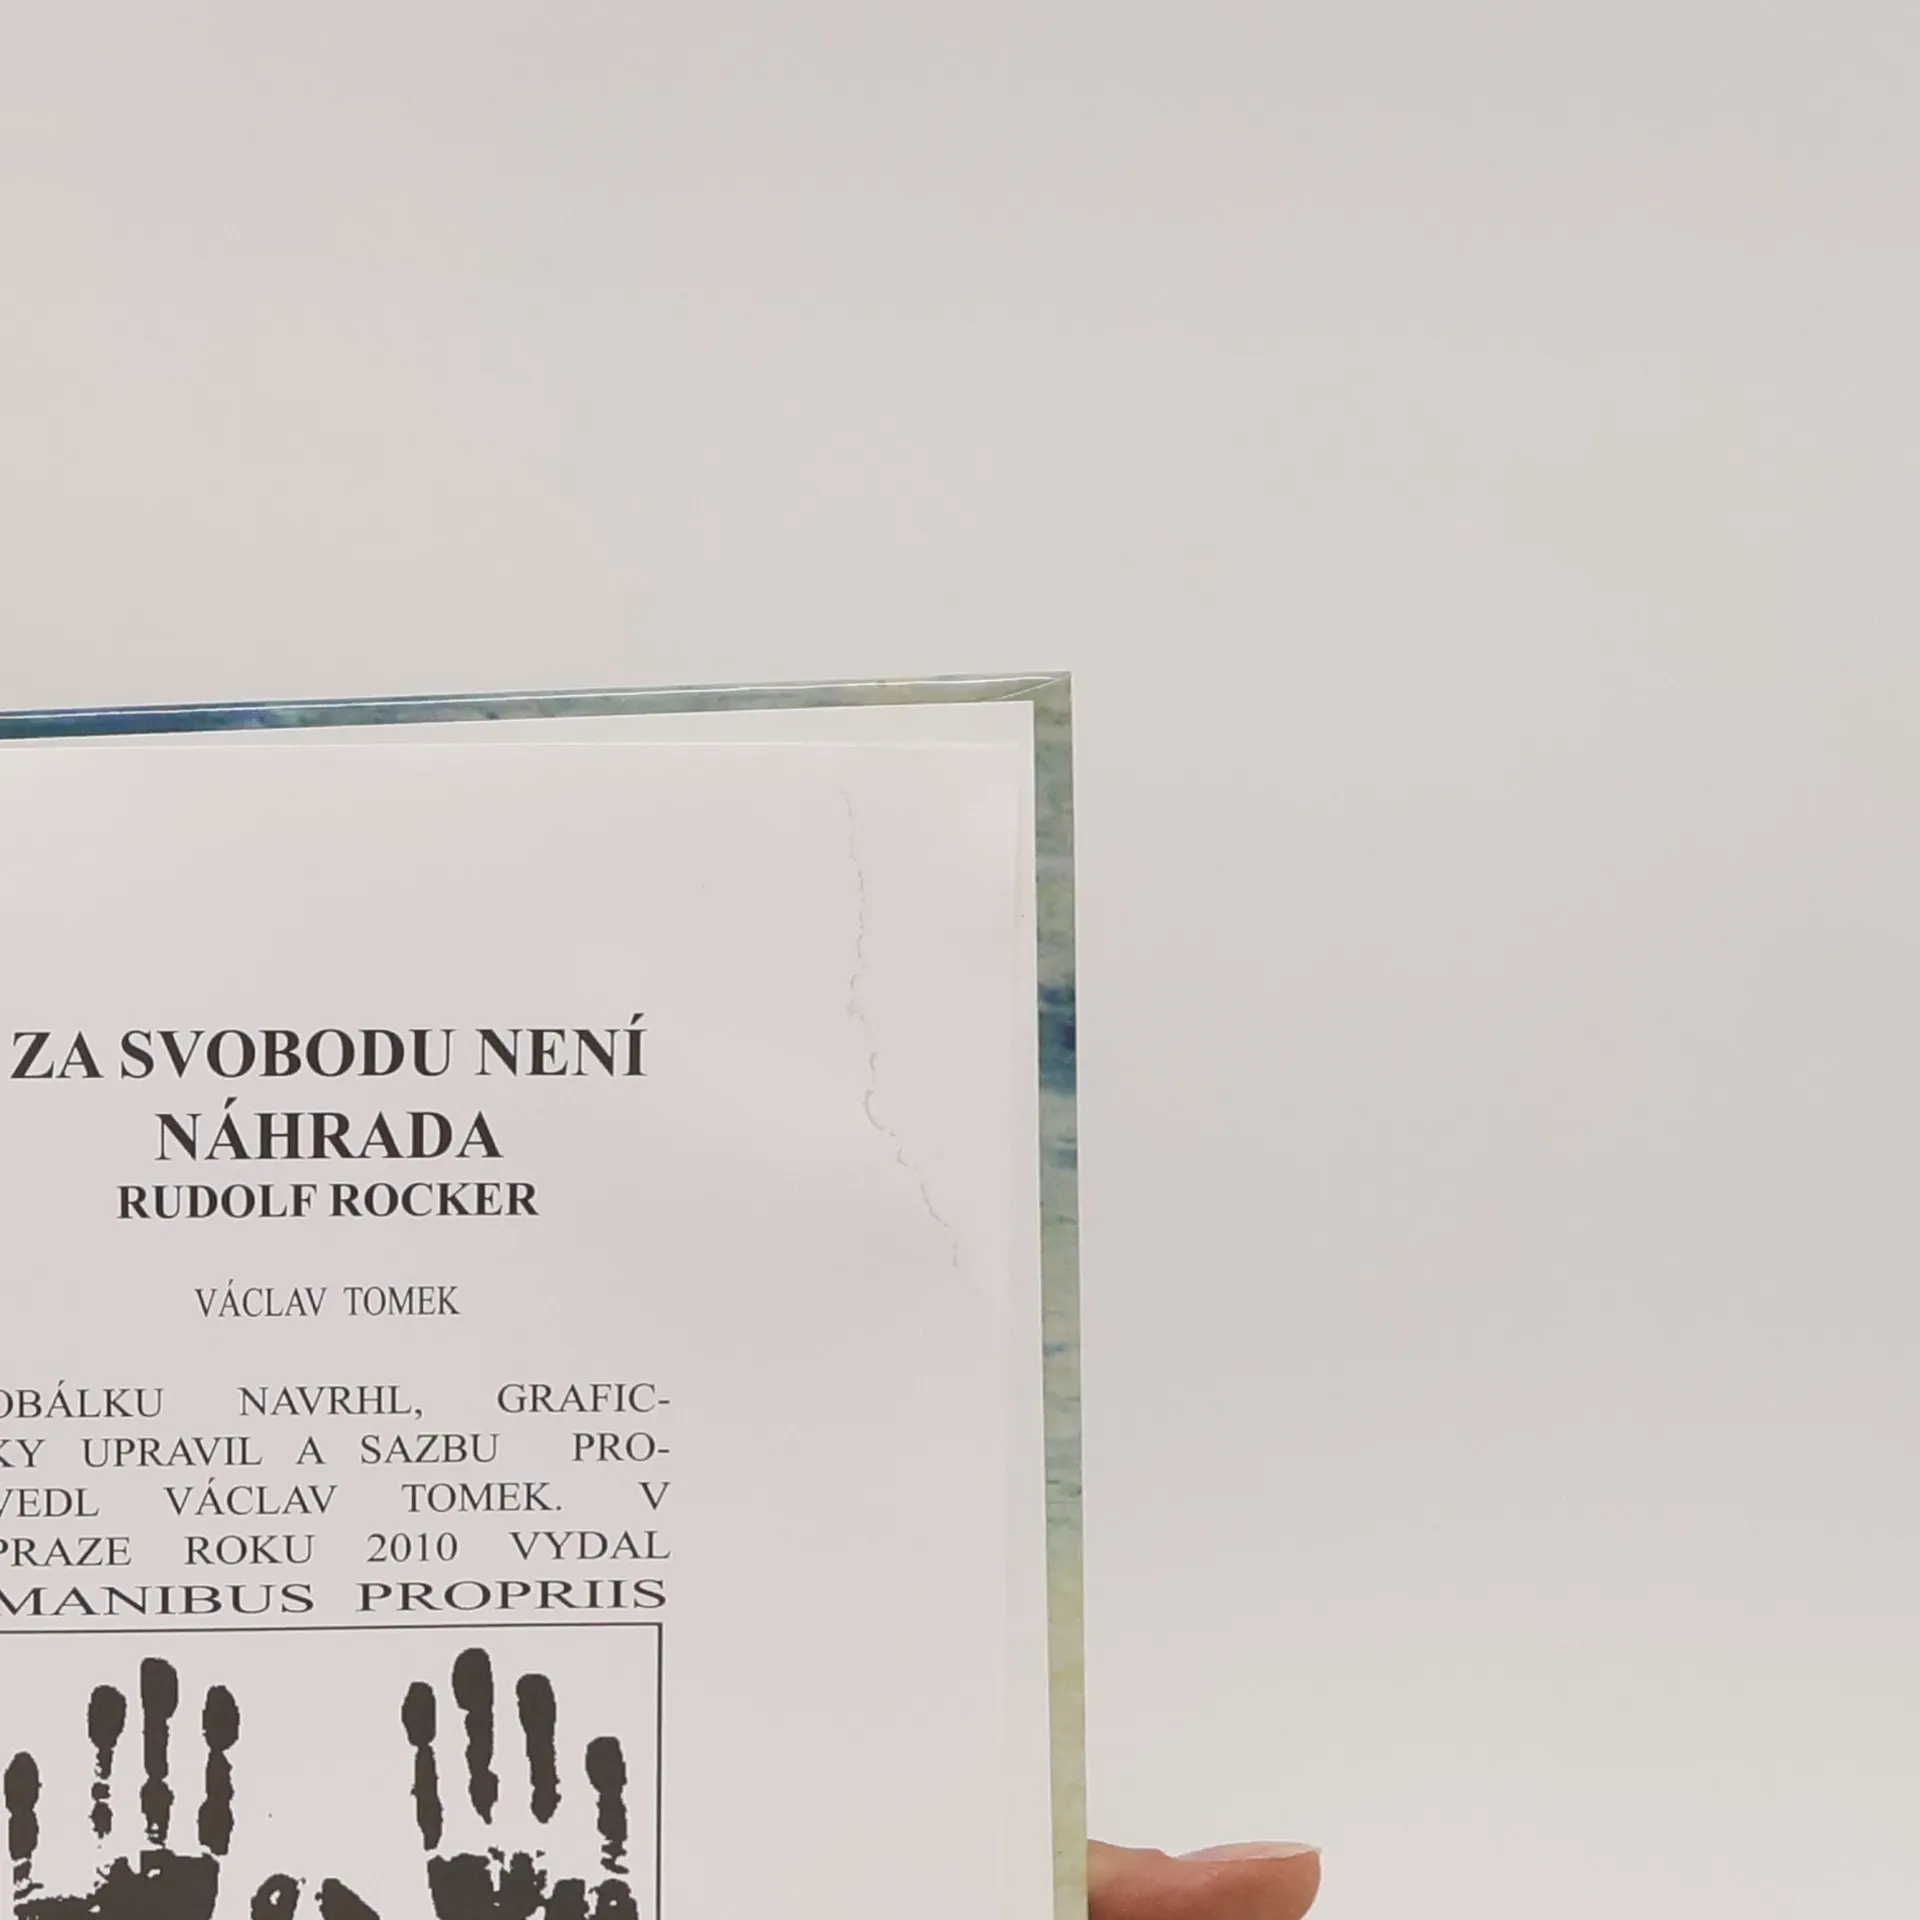 ZA SVOBODU NENÍ
NÁHRADA
RUDOLF ROCKER
VÁCLAV TOMEK
OBÁLKU NAVRHL, GRAFIC-
KY UPRAVIL A SAZBU PRO-
VEDL VÁCLAV TOMEK. V
PRAZE ROKU 2010 VYDAL
MANIBUS PROPRIIS